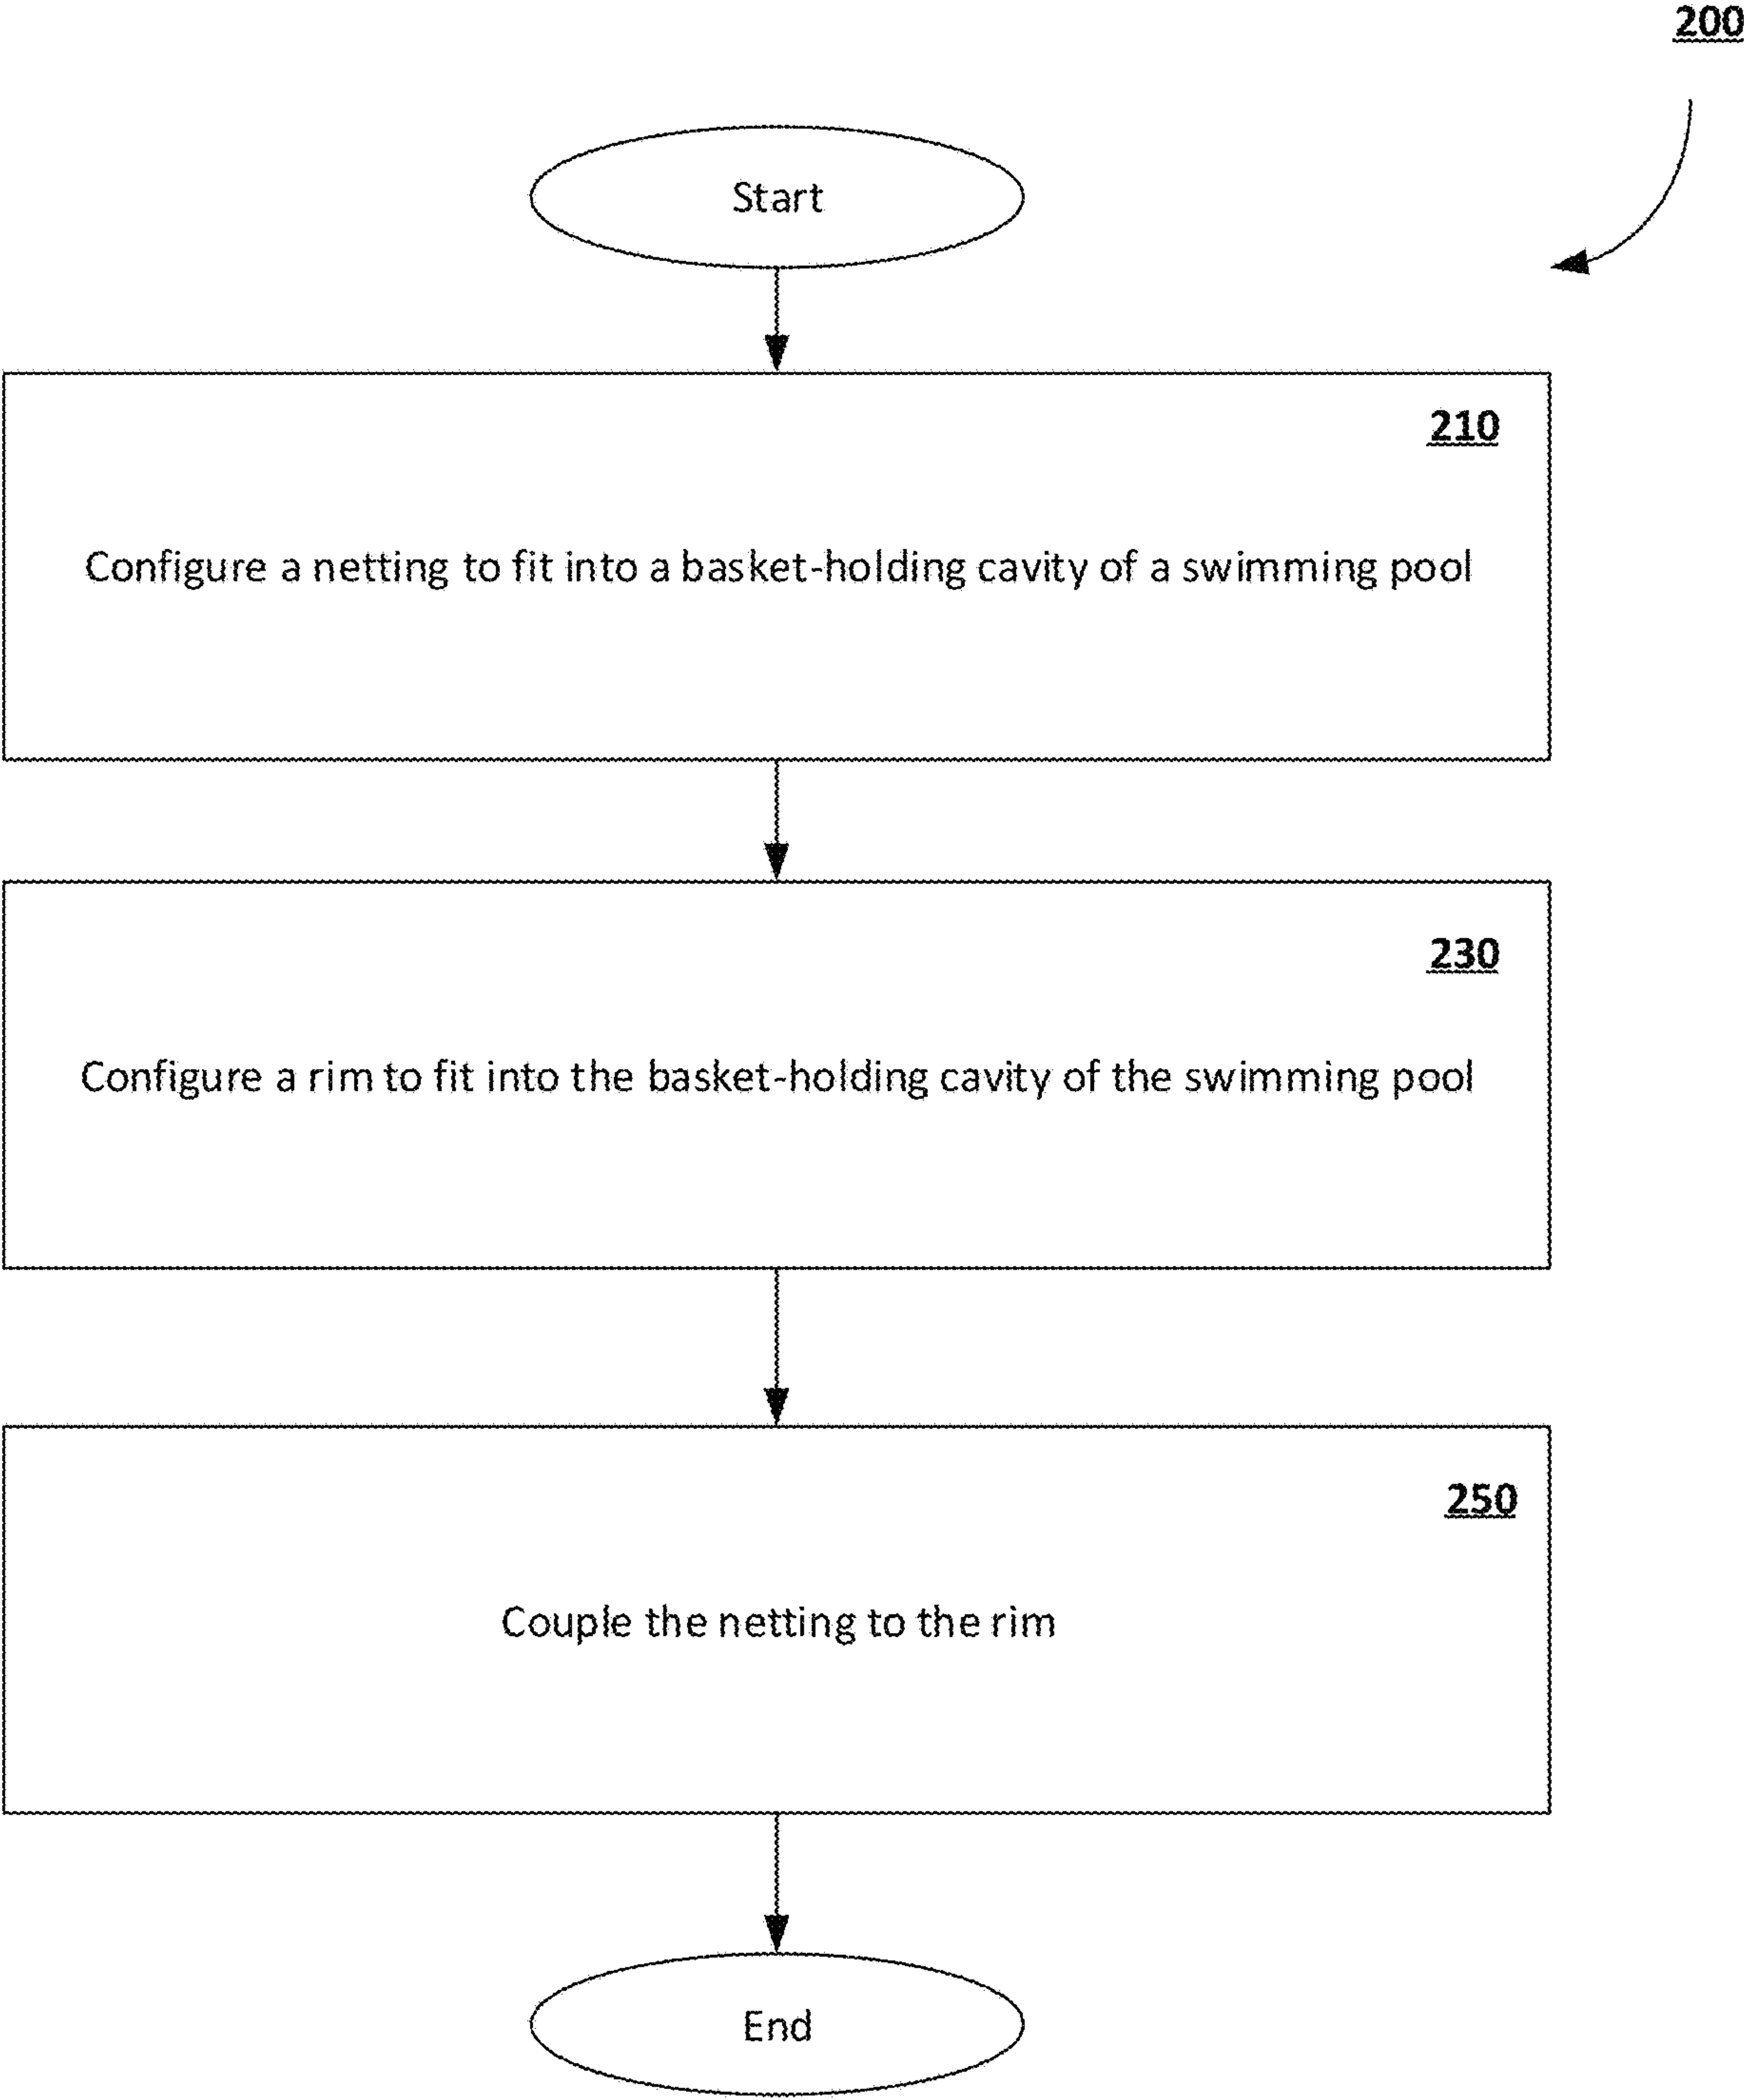 200
Start
210
Configure a netting to fit into a basket-holding cavity of a swimming pool
230
Configure a rim to fit into the basket-holding cavity of the swimming pool
250
Couple the netting to the rim
End